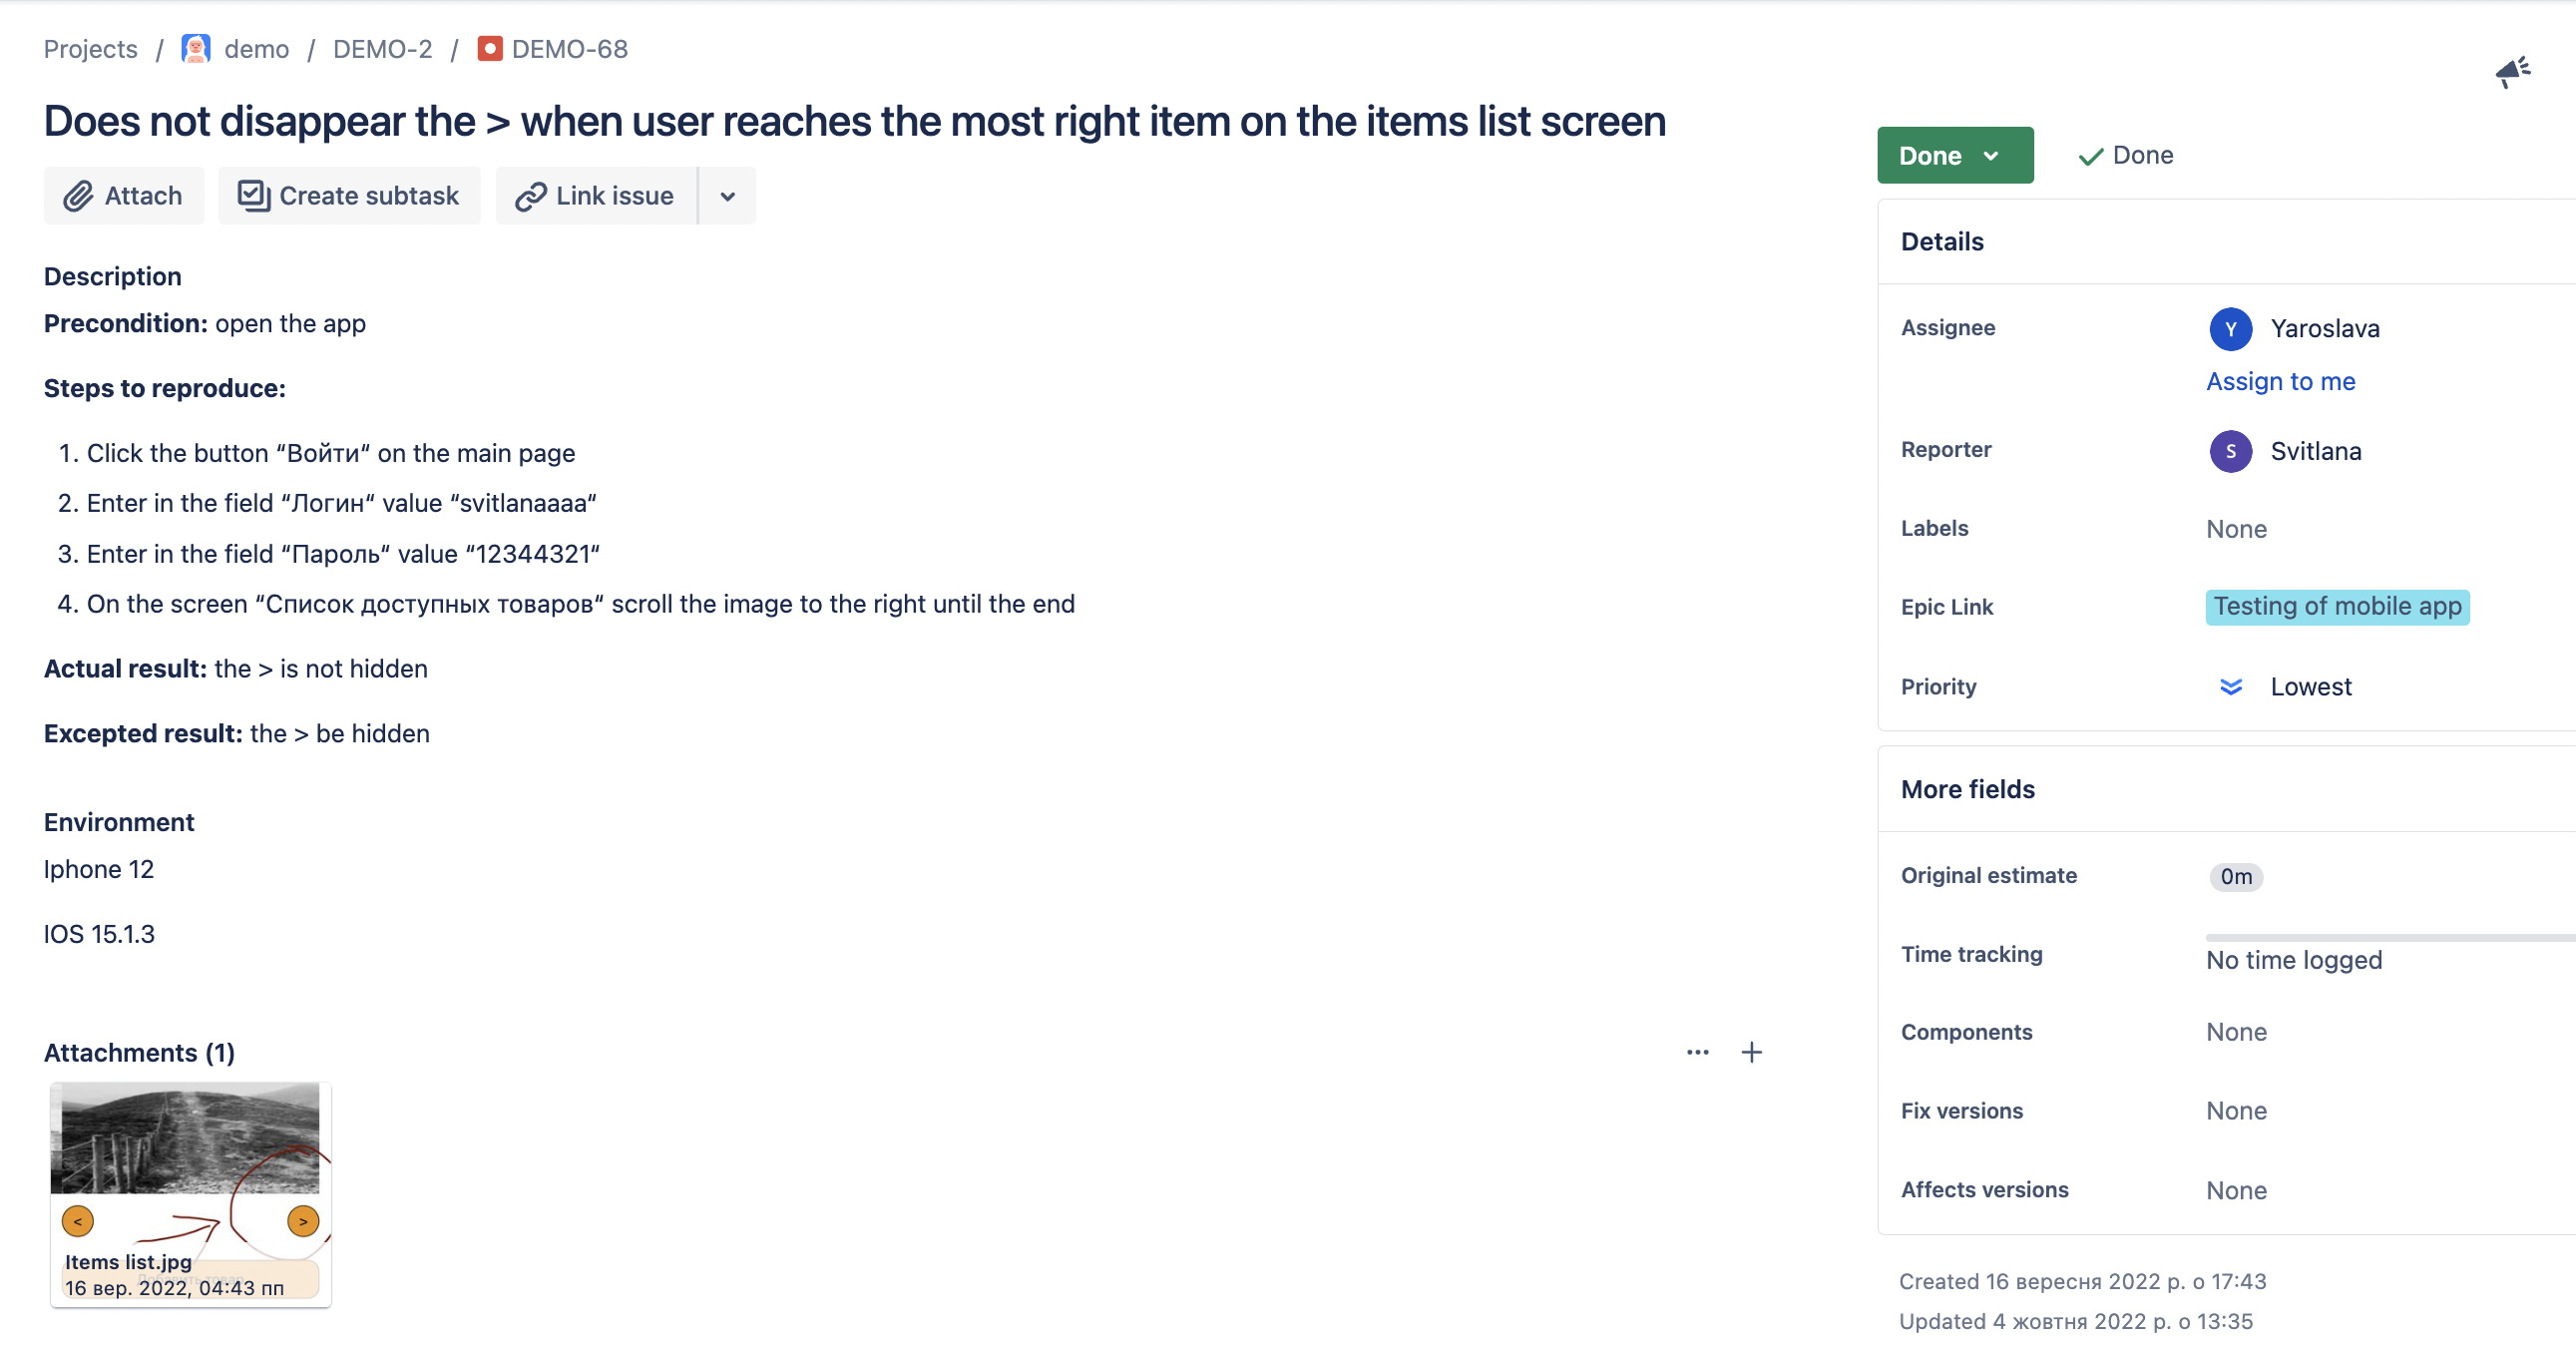 Projects / demo / DEMO-2 / DEMO-68
Does not disappear the > when user reaches the most right item on the items list screen
Attach
Create subtask
Link issue
Description
Precondition: open the app
Steps to reproduce:
1. Click the button “Войти“ on the main page
2. Enter in the field “Логин“ value “svitlanaaaa“
3. Enter in the field “Пароль“ value “12344321“
4. On the screen “Список доступных товаров“ scroll the image to the right until the end
Actual result: the > is not hidden
Excepted result: the > be hidden
Environment
Iphone 12
IOS 15.1.3
Attachments (1)
< >
Items list.jpg
Добавить товар
16 вер. 2022, 04:43 пп
Done
Done
Details
Assignee
Y Yaroslava
Assign to me
Reporter
S Svitlana
Labels
None
Epic Link
Testing of mobile app
Priority
Lowest
More fields
Original estimate
0m
Time tracking
No time logged
Components
None
Fix versions
None
Affects versions
None
Created 16 вересня 2022 р. о 17:43
Updated 4 жовтня 2022 р. о 13:35